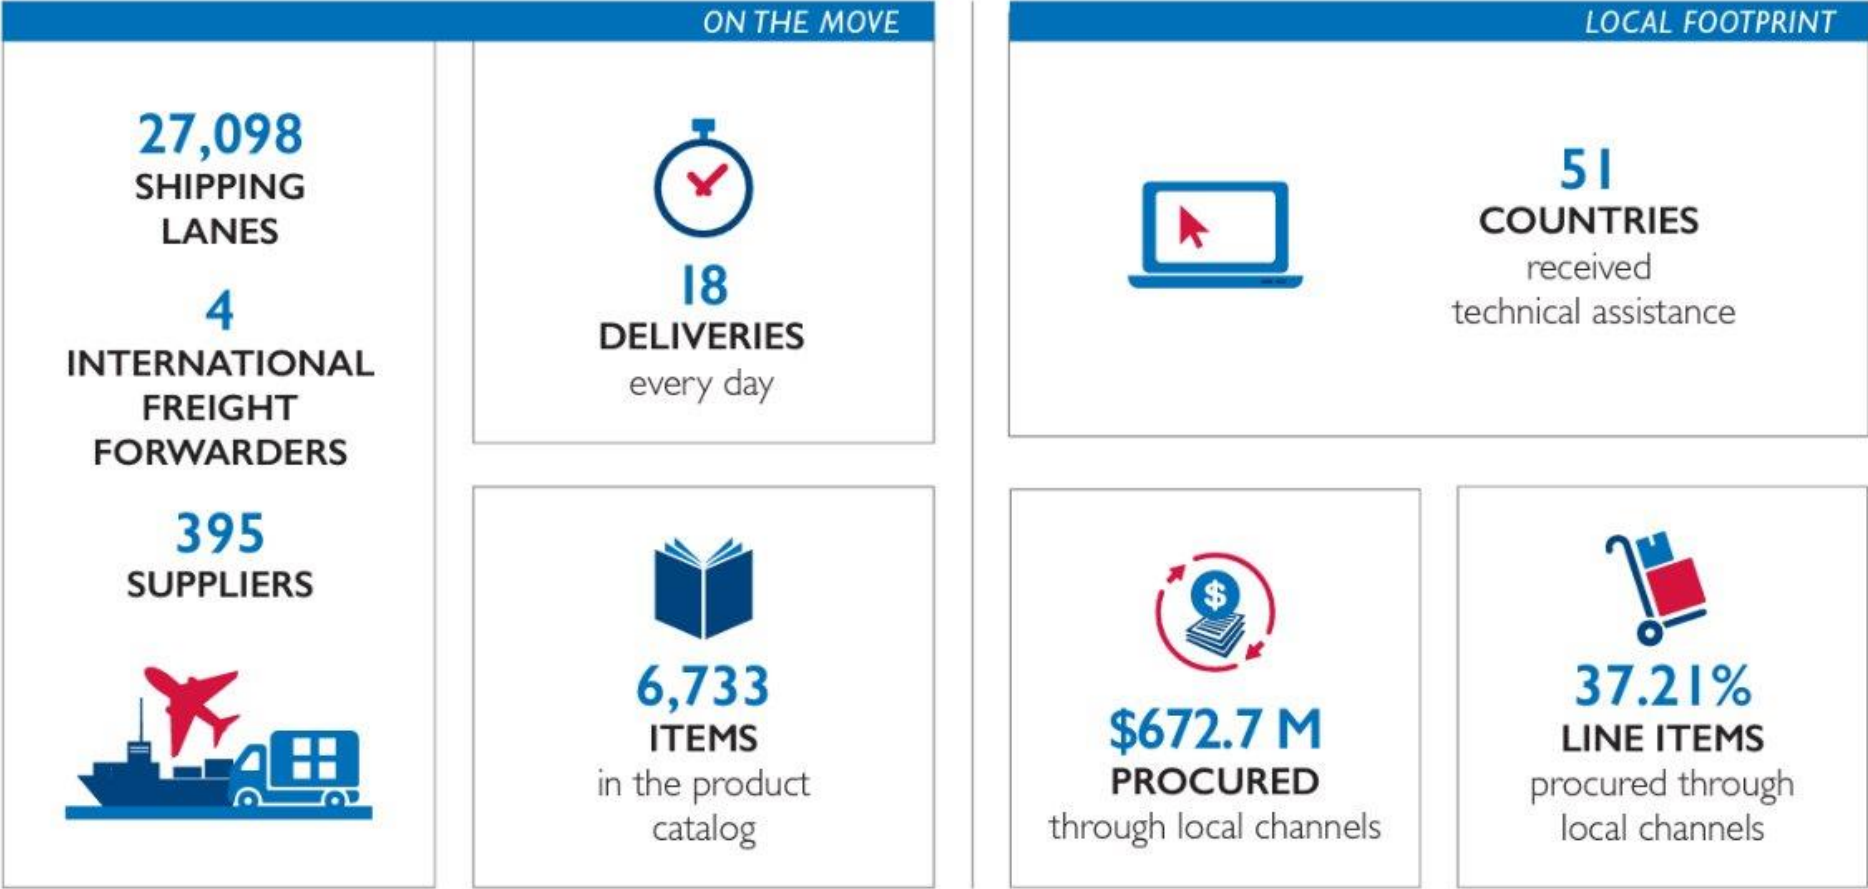 ON THE MOVE
27,098
SHIPPING
LANES
4
INTERNATIONAL
FREIGHT
FORWARDERS
395
SUPPLIERS
18
DELIVERIES
every day
6,733
ITEMS
in the product
catalog
LOCAL FOOTPRINT
51
COUNTRIES
received
technical assistance
$
$672.7 M
PROCURED
through local channels
37.21%
LINE ITEMS
procured through
local channels